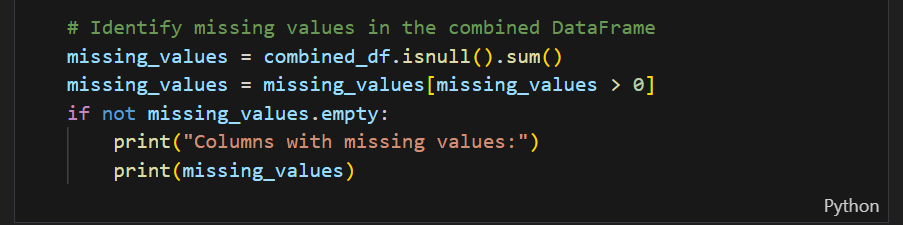 # Identify missing values in the combined DataFrame
missing_values = combined_df.isnull().sum()
missing_values = missing_values[missing_values > 0]
if not missing_values.empty:
    print("Columns with missing values:")
    print(missing_values)
Python